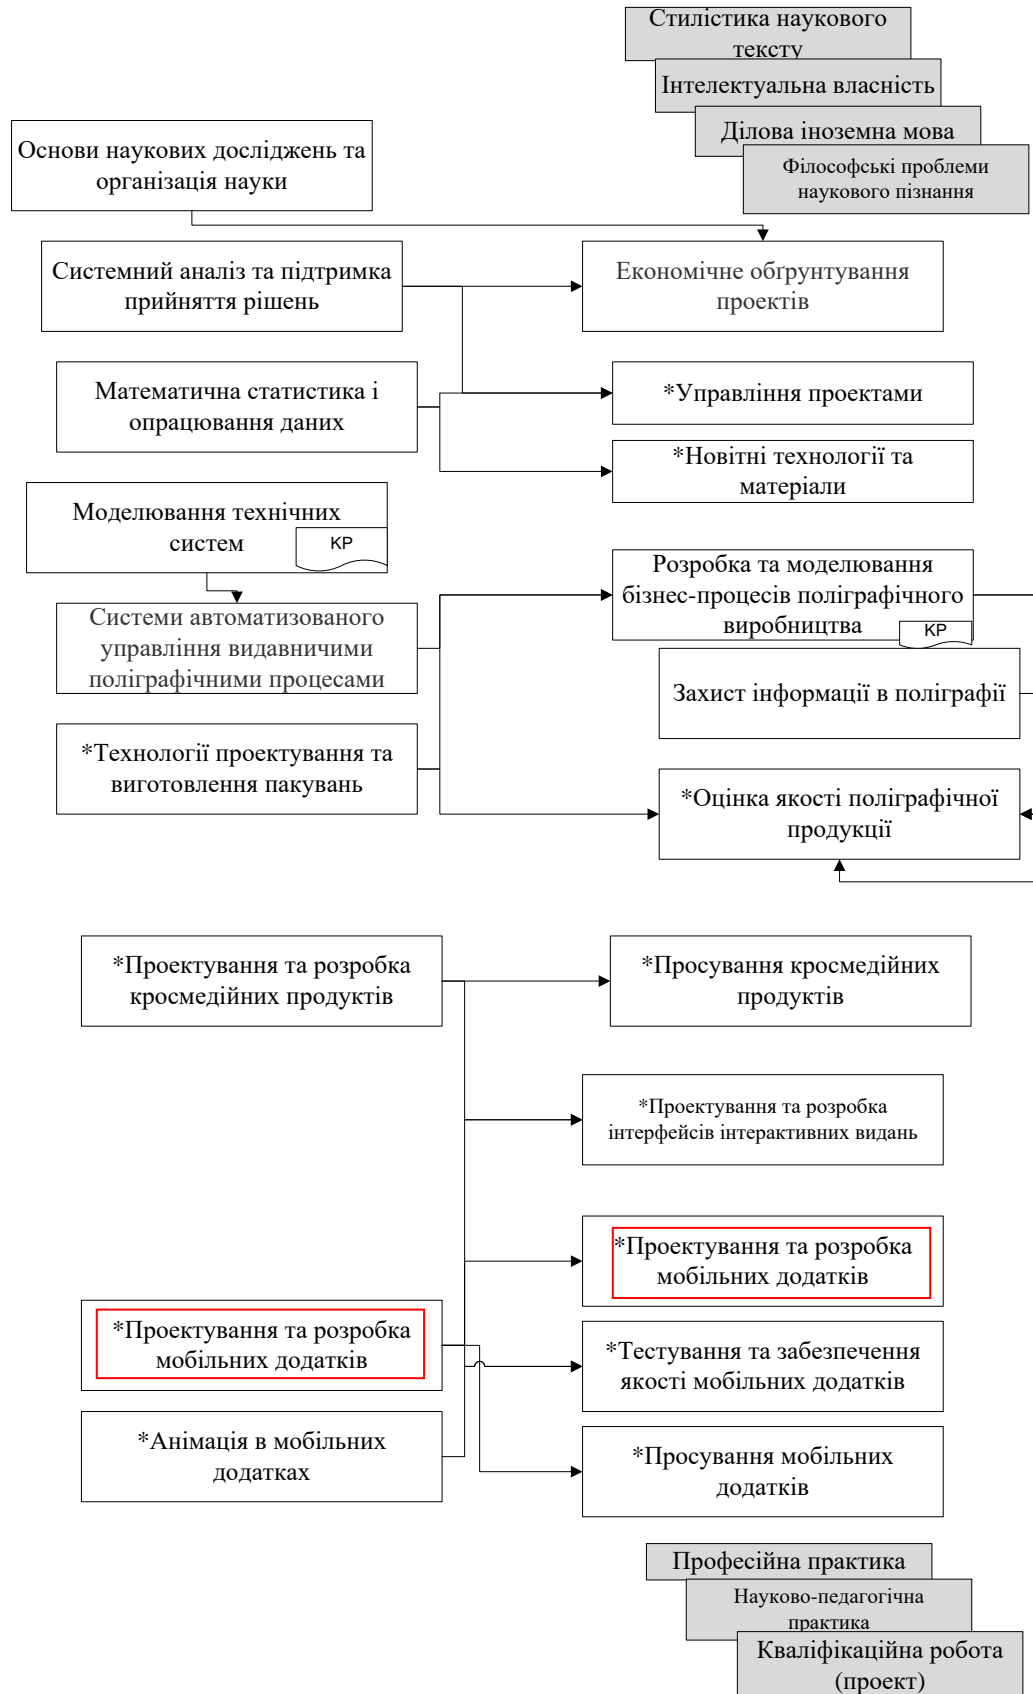 Стилістика наукового
тексту
Інтелектуальна власність
Ділова іноземна мова
Філософські проблеми
наукового пізнання
Основи наукових досліджень та
організація науки
Системний аналіз та підтримка
прийняття рішень
Економічне обґрунтування
проектів
Математична статистика і
опрацювання даних
*Управління проектами
*Новітні технології та
матеріали
Моделювання технічних
систем
КР
Розробка та моделювання
бізнес-процесів поліграфічного
виробництва
КР
Системи автоматизованого
управління видавничими
поліграфічними процесами
Захист інформації в поліграфії
*Технології проектування та
виготовлення пакувань
*Оцінка якості поліграфічної
продукції
*Проектування та розробка
кросмедійних продуктів
*Просування кросмедійних
продуктів
*Проектування та розробка
інтерфейсів інтерактивних видань
*Проектування та розробка
мобільних додатків
*Проектування та розробка
мобільних додатків
*Тестування та забезпечення
якості мобільних додатків
*Анімація в мобільних
додатках
*Просування мобільних
додатків
Професійна практика
Науково-педагогічна
практика
Кваліфікаційна робота
(проект)